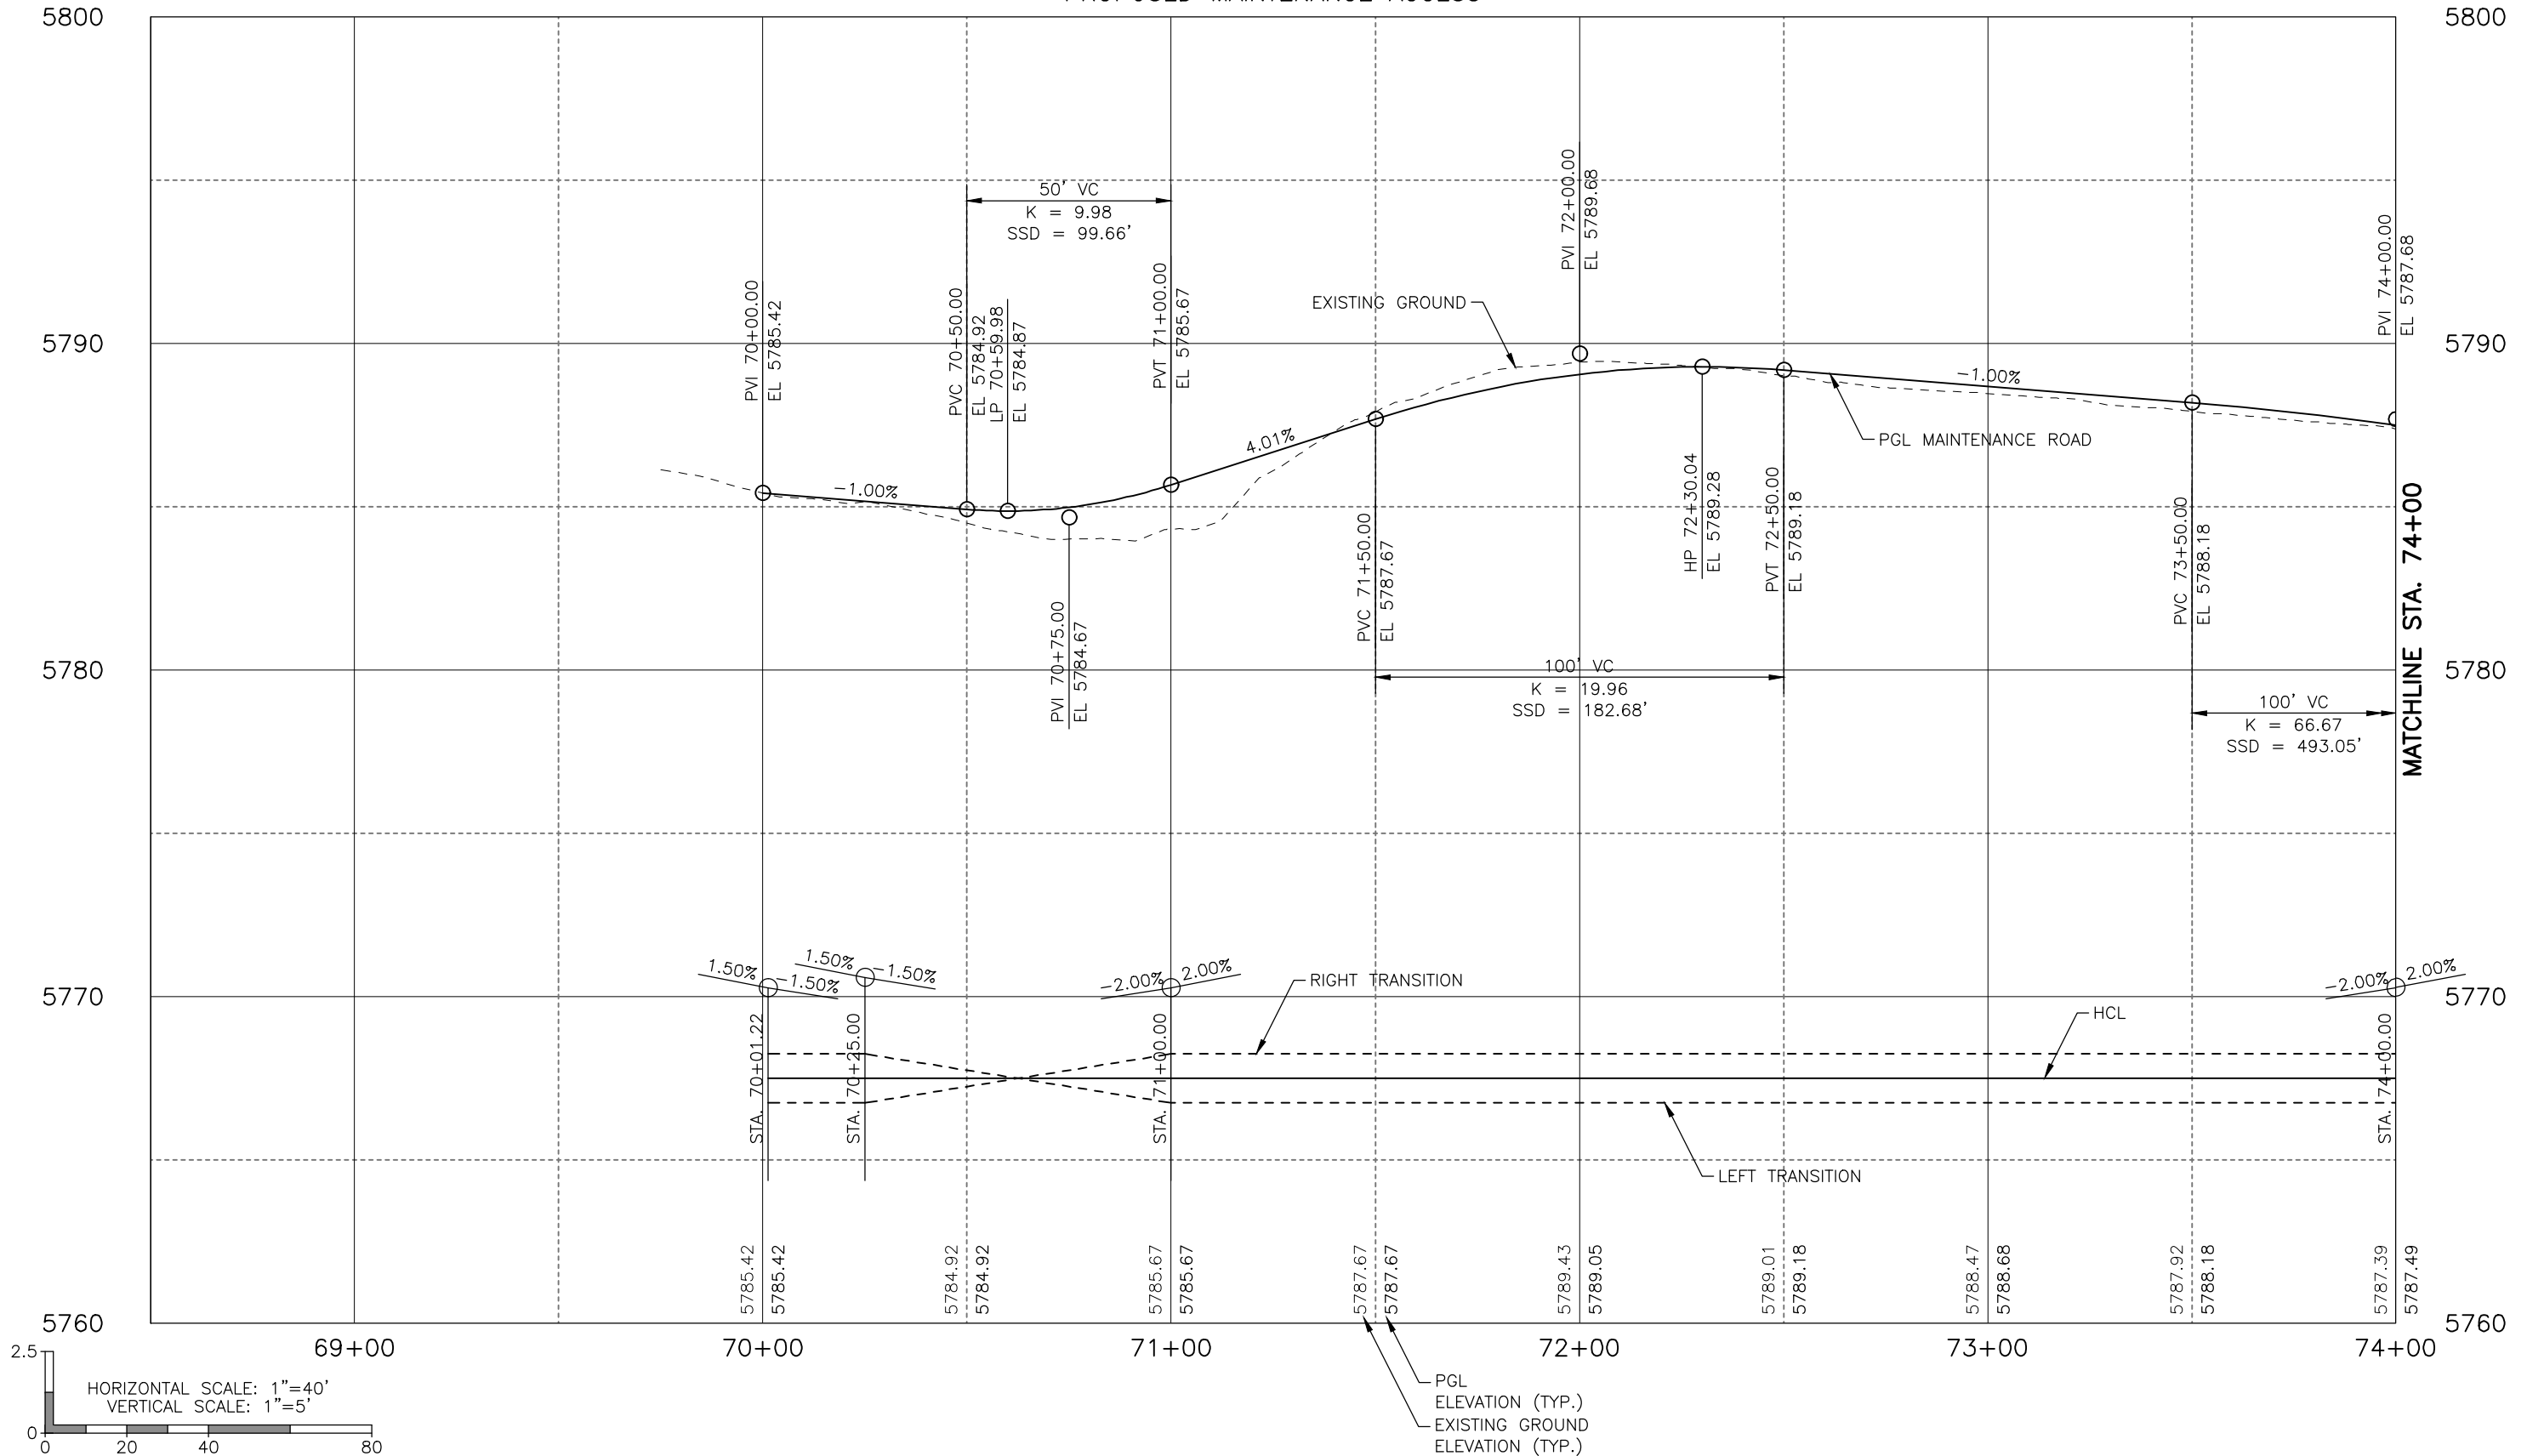 PROPOSED MAINTENANCE ACCESS
5800
5800
50' VC
K = 9.98
SSD = 99.66'
PVI 72+00.00
EL 5789.68
PVI 74+00.00
EL 5787.68
PVI 70+00.00
EL 5785.42
PVC 70+50.00
EL 5784.92
LP 70+59.98
EL 5784.87
PVT 71+00.00
EL 5785.67
EXISTING GROUND
5790
5790
-1.00%
4.01%
-1.00%
PGL MAINTENANCE ROAD
PVI 70+75.00
EL 5784.67
PVC 71+50.00
EL 5787.67
HP 72+30.04
EL 5789.28
PVT 72+50.00
EL 5789.18
PVC 73+50.00
EL 5788.18
MATCHLINE STA. 74+00
5780
5780
100' VC
K = 19.96
SSD = 182.68'
100' VC
K = 66.67
SSD = 493.05'
1.50%
-1.50%
1.50%
-1.50%
-2.00%
2.00%
-2.00%
2.00%
5770
5770
RIGHT TRANSITION
HCL
STA. 70+01.22
STA. 70+25.00
STA. 71+00.00
STA. 74+00.00
LEFT TRANSITION
5785.42
5785.42
5784.92
5784.92
5785.67
5785.67
5787.67
5787.67
5789.43
5789.05
5789.01
5789.18
5788.47
5788.68
5787.92
5788.18
5787.39
5787.49
5760
5760
69+00
70+00
71+00
72+00
73+00
74+00
PGL
ELEVATION (TYP.)
EXISTING GROUND
ELEVATION (TYP.)
2.5
0
HORIZONTAL SCALE: 1"=40'
VERTICAL SCALE: 1"=5'
0
20
40
80